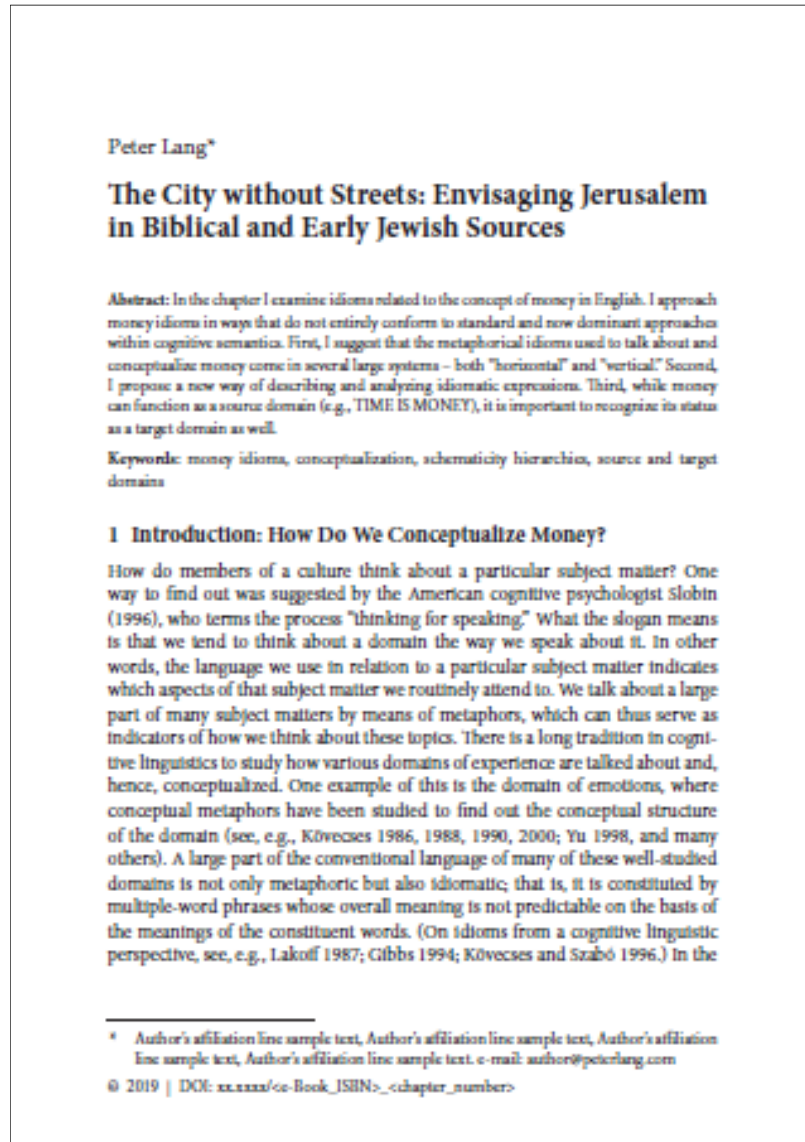 Peter Lang*
The City without Streets: Envisaging Jerusalem
in Biblical and Early Jewish Sources
Abstract: In the chapter I examine idioms related to the concept of money in English. I approach
money idioms in ways that do not entirely conform to standard and now dominant approaches
within cognitive semantics. First, I suggest that the metaphorical idioms used to talk about and
conceptualize money come in several large systems – both "horizontal" and "vertical." Second,
I propose a new way of describing and analyzing idiomatic expressions. Third, while money
can function as a source domain (e.g., TIME IS MONEY), it is important to recognize its status
as a target domain as well.
Keywords: money idioms, conceptualization, schematicity hierarchies, source and target
domains
1 Introduction: How Do We Conceptualize Money?
How do members of a culture think about a particular subject matter? One
way to find out was suggested by the American cognitive psychologist Slobin
(1996), who terms the process "thinking for speaking." What the slogan means
is that we tend to think about a domain the way we speak about it. In other
words, the language we use in relation to a particular subject matter indicates
which aspects of that subject matter we routinely attend to. We talk about a large
part of many subject matters by means of metaphors, which can thus serve as
indicators of how we think about these topics. There is a long tradition in cogni-
tive linguistics to study how various domains of experience are talked about and,
hence, conceptualized. One example of this is the domain of emotions, where
conceptual metaphors have been studied to find out the conceptual structure
of the domain (see, e.g., Kövecses 1986, 1988, 1990, 2000; Yu 1998, and many
others). A large part of the conventional language of many of these well-studied
domains is not only metaphoric but also idiomatic; that is, it is constituted by
multiple-word phrases whose overall meaning is not predictable on the basis of
the meanings of the constituent words. (On idioms from a cognitive linguistic
perspective, see, e.g., Lakoff 1987; Gibbs 1994; Kövecses and Szabó 1996.) In the
* Author's affiliation line sample text, Author's affiliation line sample text, Author's affiliation
line sample text, Author's affiliation line sample text. e-mail: author@peterlang.com
© 2019 | DOI: xx.xxxx/<e-Book_ISBN>_<chapter_number>